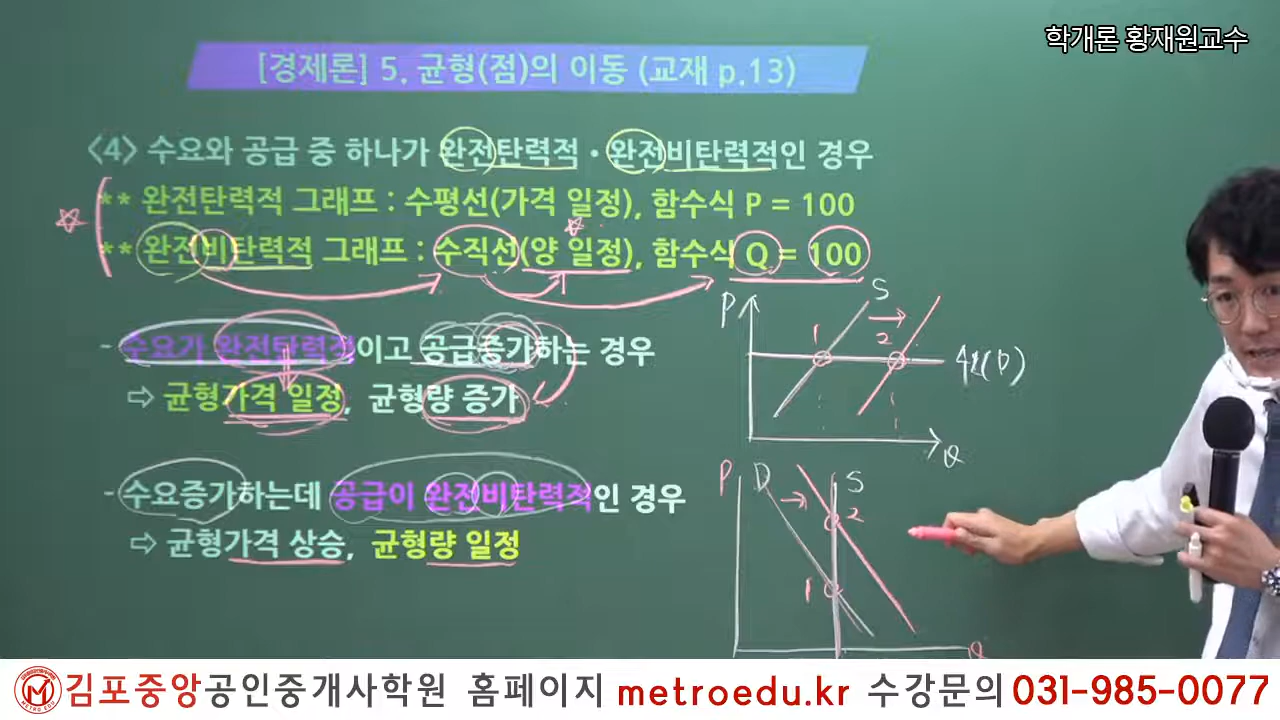 학개론 황재원교수
[경제론] 5. 균형(점)의 이동 (교재 p.13)
<4> 수요와 공급 중 하나가 완전탄력적·완전비탄력적인 경우
** 완전탄력적 그래프 : 수평선(가격 일정), 함수식 P = 100
** 완전비탄력적 그래프 : 수직선(양 일정), 함수식 Q = 100
- 수요가 완전탄력적이고 공급증가하는 경우
⇨ 균형가격 일정, 균형량 증가
P S 1 2 (D) Q
- 수요증가하는데 공급이 완전비탄력적인 경우
⇨ 균형가격 상승, 균형량 일정
P D S 2 1 Q
METRO EDU
김포중앙공인중개사학원 홈페이지 metroedu.kr 수강문의 031-985-0077